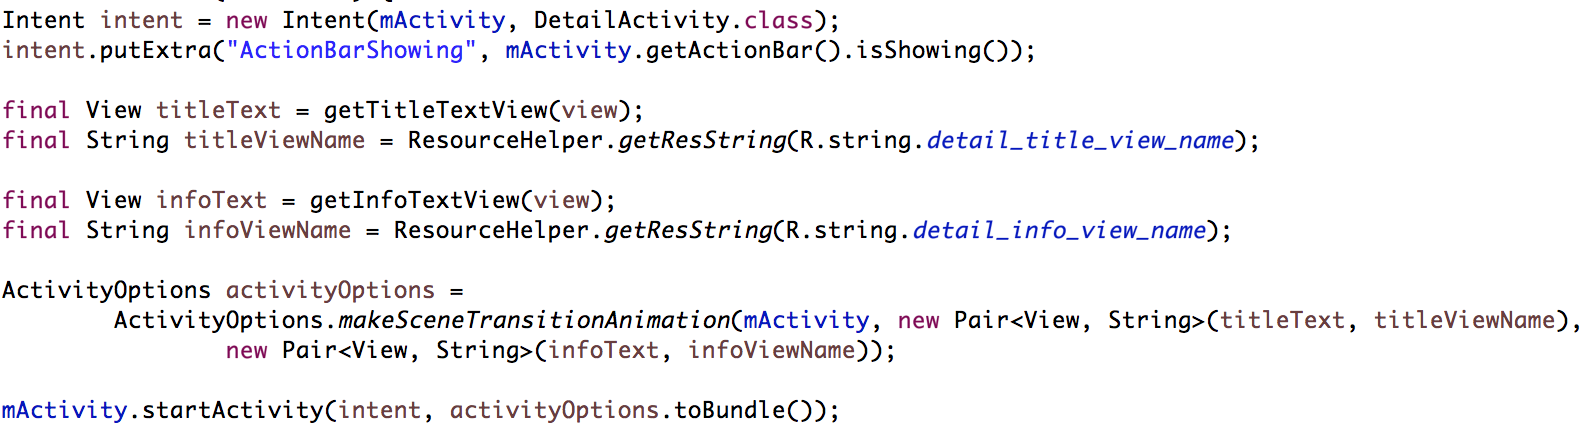 Intent intent = new Intent(mActivity, DetailActivity.class);
intent.putExtra("ActionBarShowing", mActivity.getActionBar().isShowing());
final View titleText = getTitleTextView(view);
final String titleViewName = ResourceHelper.getResString(R.string.detail_title_view_name);
final View infoText = getInfoTextView(view);
final String infoViewName = ResourceHelper.getResString(R.string.detail_info_view_name);
ActivityOptions activityOptions =
ActivityOptions.makeSceneTransitionAnimation(mActivity, new Pair<View, String>(titleText, titleViewName),
new Pair<View, String>(infoText, infoViewName));
mActivity.startActivity(intent, activityOptions.toBundle());